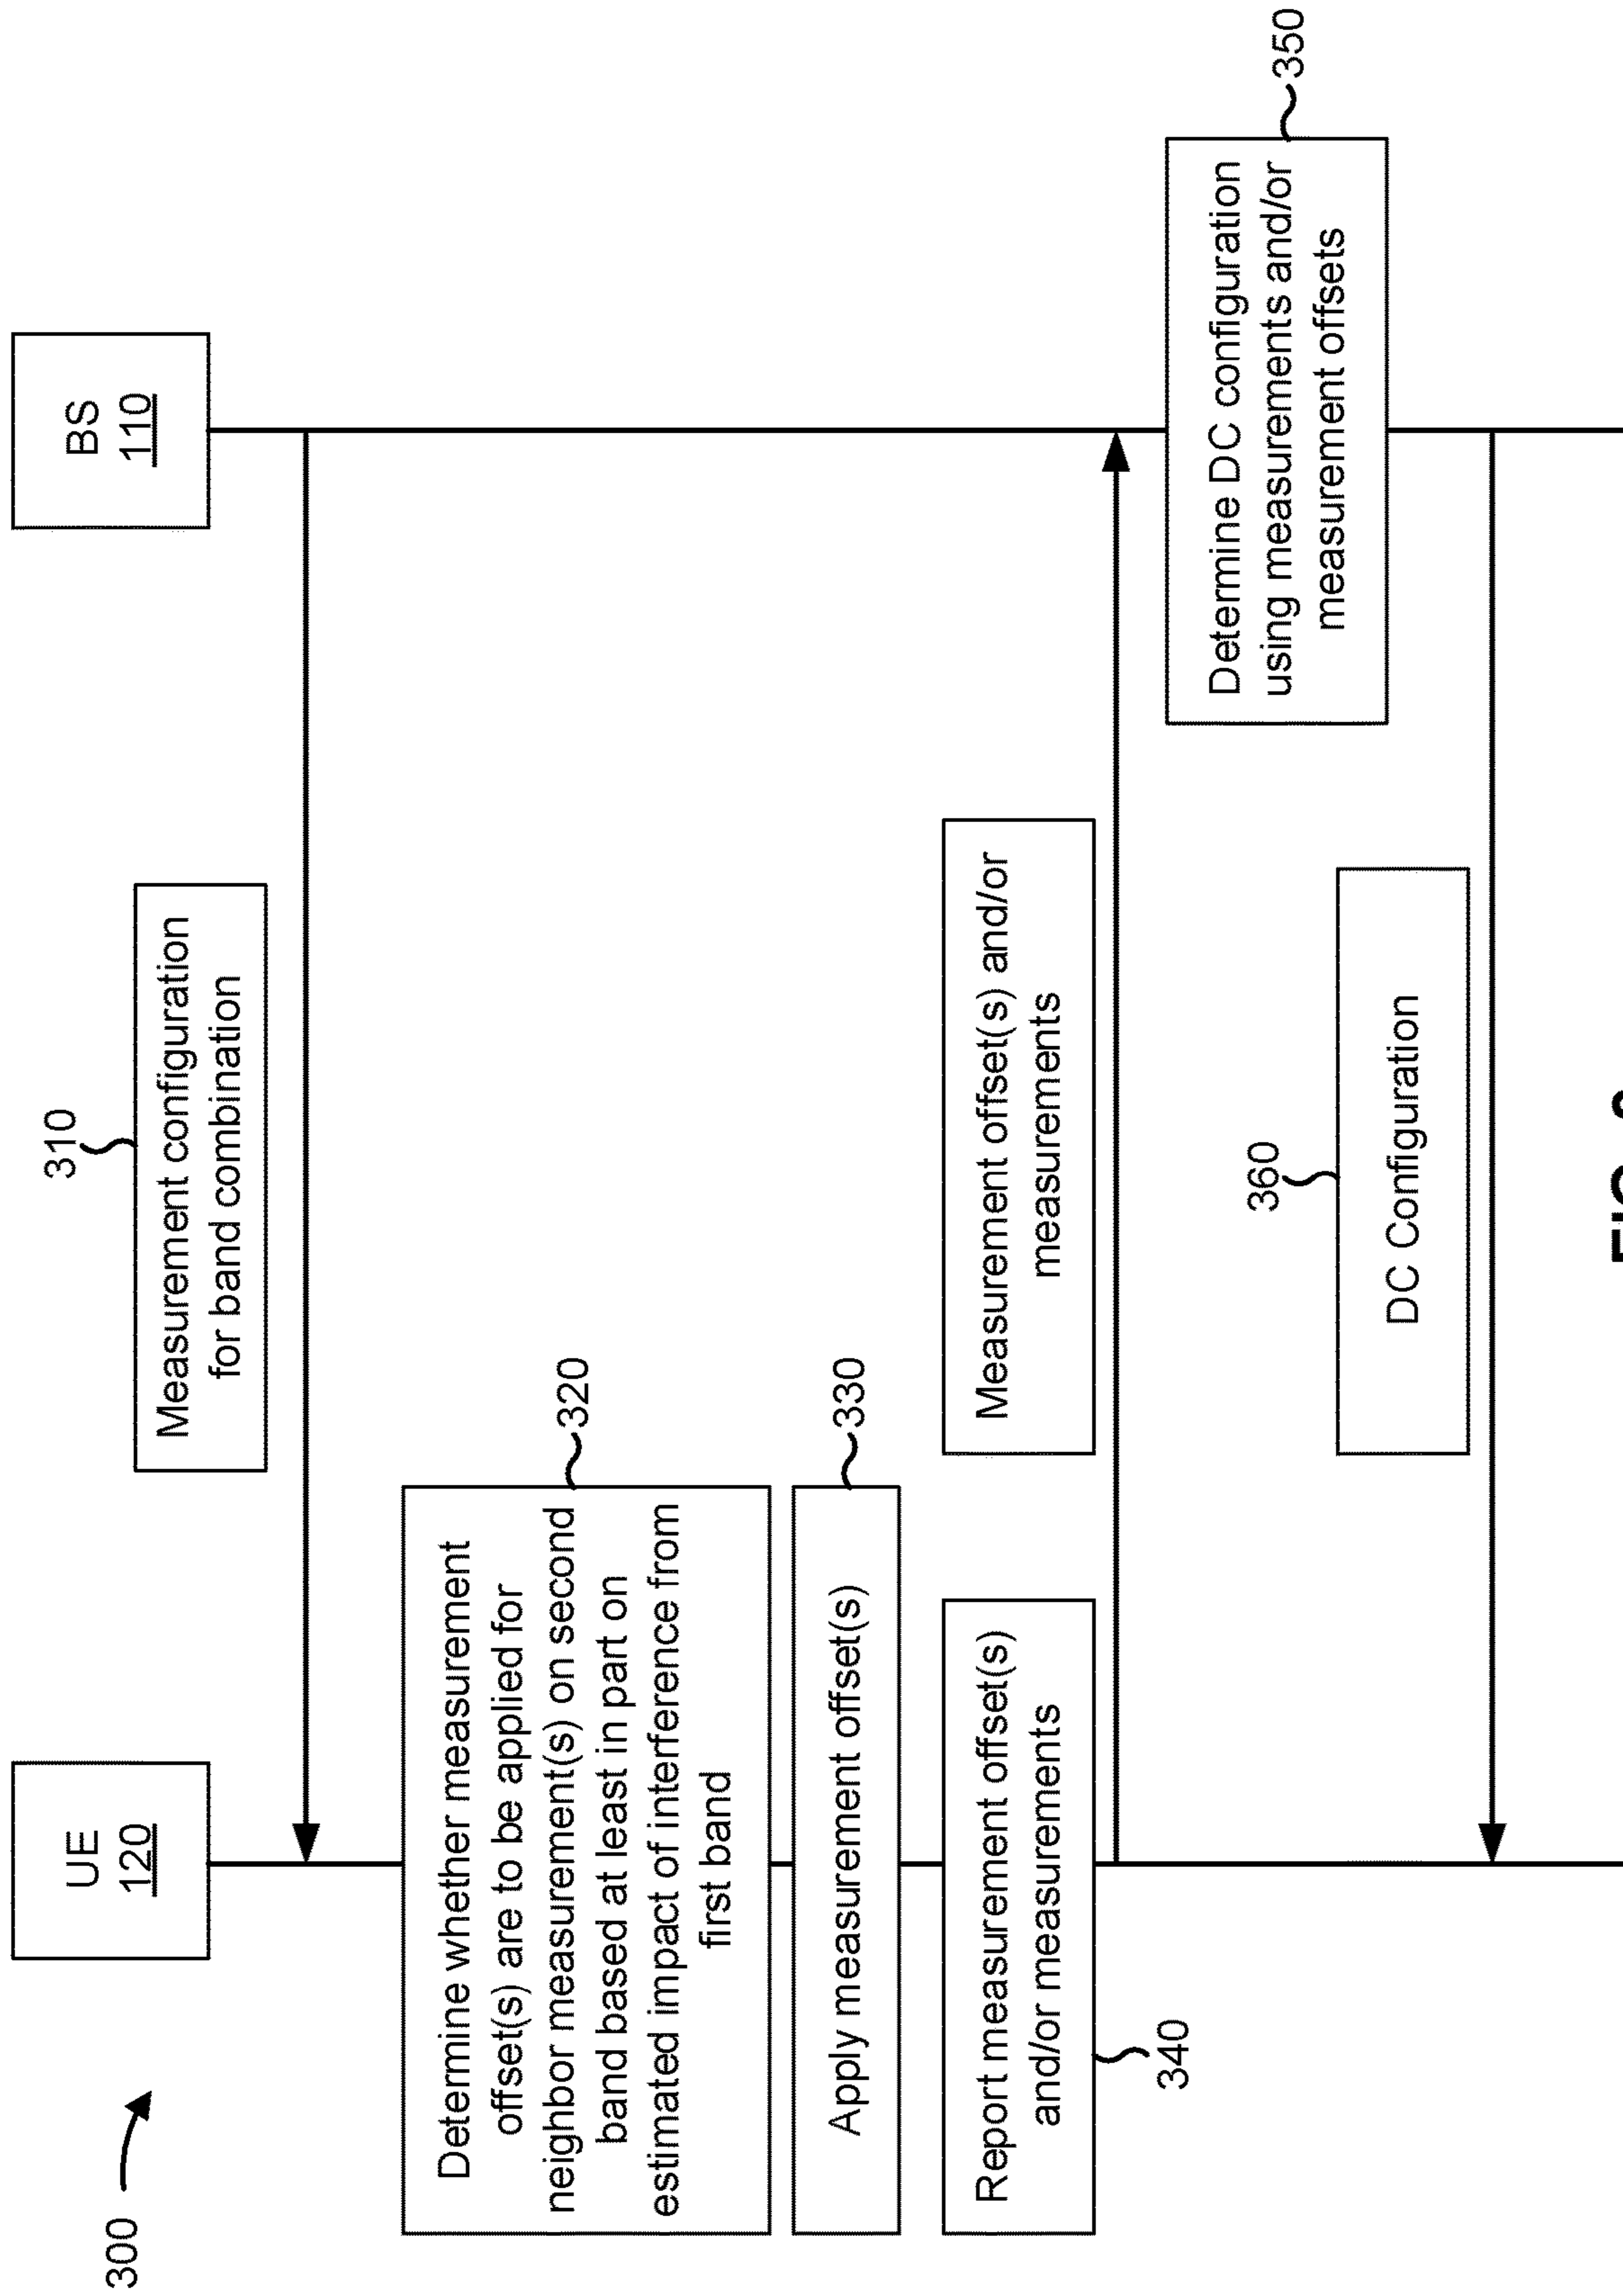 300
UE
120
BS
110
310
Measurement configuration
for band combination
Determine whether measurement
offset(s) are to be applied for
neighbor measurement(s) on second
band based at least in part on
estimated impact of interference from
first band
320
Apply measurement offset(s)
330
Report measurement offset(s)
and/or measurements
340
Measurement offset(s) and/or
measurements
Determine DC configuration
using measurements and/or
measurement offsets
350
360
DC Configuration
FIG.